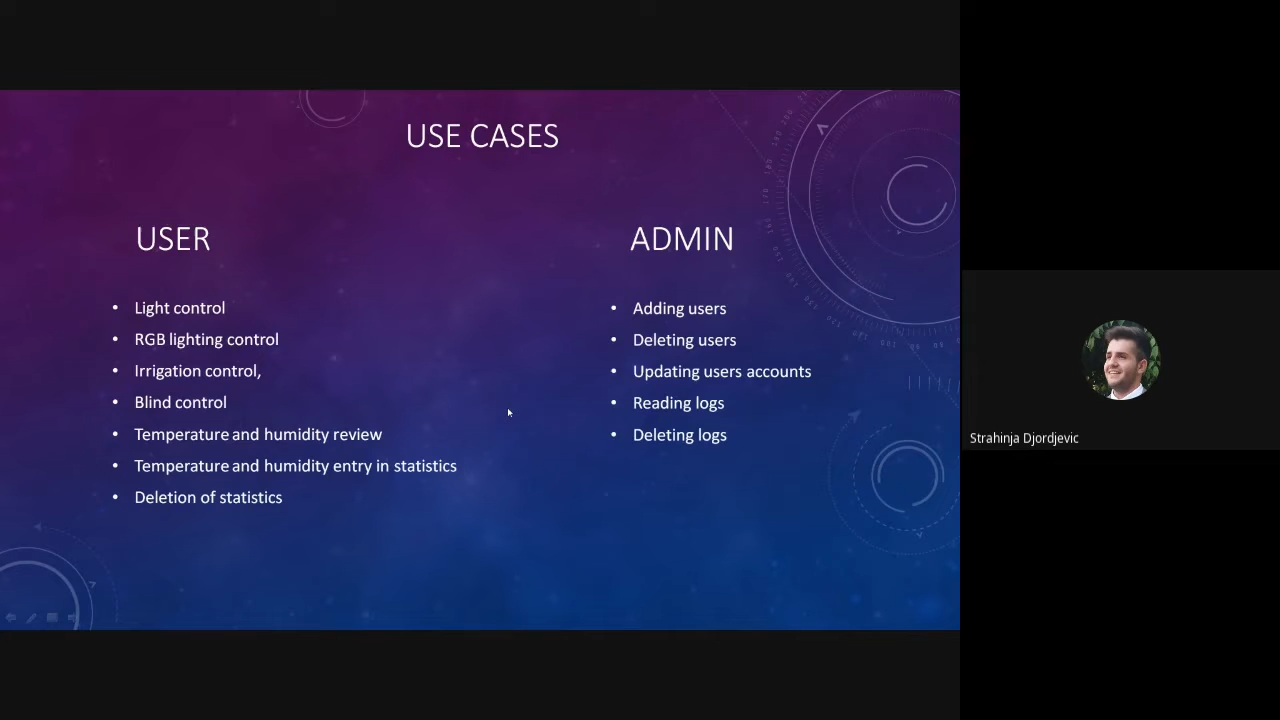 USE CASES
USER
Light control
RGB lighting control
Irrigation control,
Blind control
Temperature and humidity review
Temperature and humidity entry in statistics
Deletion of statistics
ADMIN
Adding users
Deleting users
Updating users accounts
Reading logs
Deleting logs
Strahinja Djordjevic